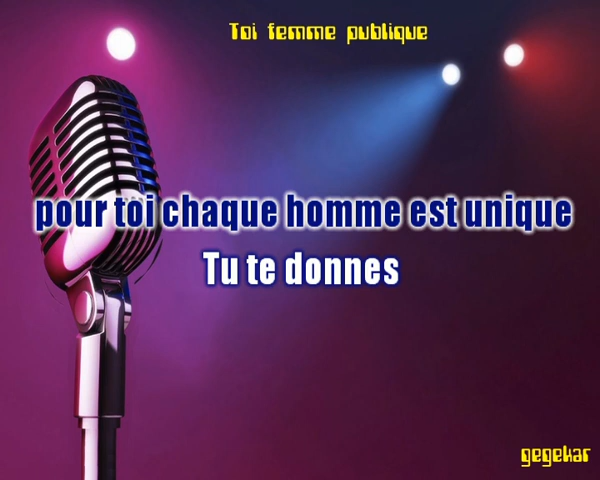 Toi femme publique
pour toi chaque homme est unique
Tu te donnes
gegekar